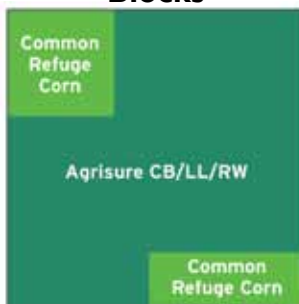 Blocks
Common
Refuge
Corn
Agrisure CB/LL/RW
Common
Refuge Corn